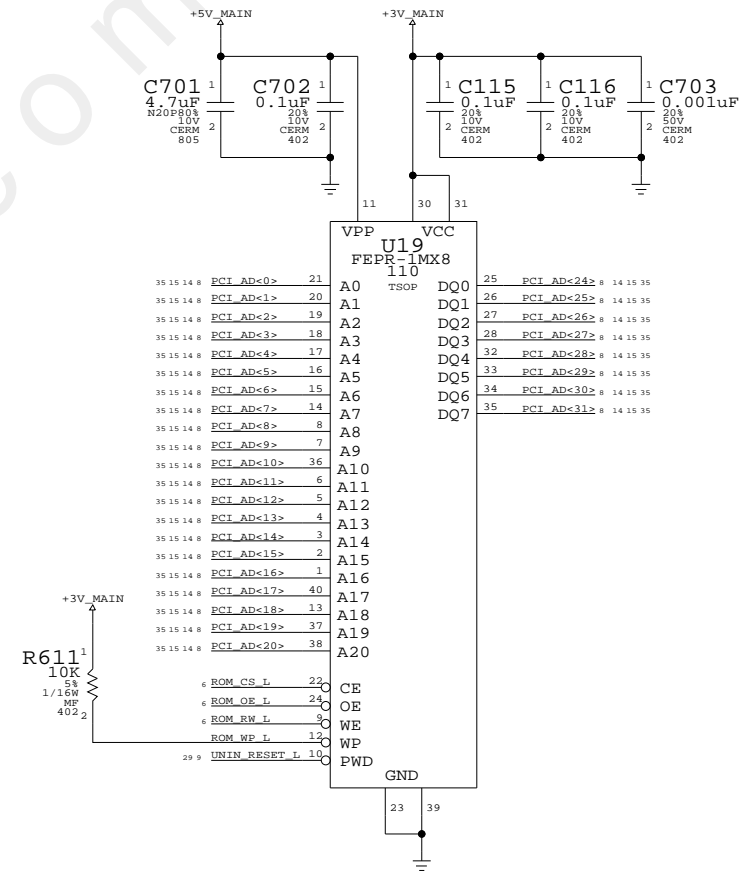 com
+5V_MAIN
+3V_MAIN
C701 1
4.7uF
N20P80%
10V
CERM
805
2
C702 1
0.1uF
20%
10V
CERM
402
2
1 C115
0.1uF
20%
10V
CERM
402
2
1 C116
0.1uF
20%
10V
CERM
402
2
1 C703
0.001uF
20%
50V
CERM
402
2
11 30 31
VPP VCC
U19
FEPR-1MX8
110
TSOP
35 15 14 8 PCI_AD<0> 21 A0 DQ0 25 PCI_AD<24> 8 14 15 35
35 15 14 8 PCI_AD<1> 20 A1 DQ1 26 PCI_AD<25> 8 14 15 35
35 15 14 8 PCI_AD<2> 19 A2 DQ2 27 PCI_AD<26> 8 14 15 35
35 15 14 8 PCI_AD<3> 18 A3 DQ3 28 PCI_AD<27> 8 14 15 35
35 15 14 8 PCI_AD<4> 17 A4 DQ4 32 PCI_AD<28> 8 14 15 35
35 15 14 8 PCI_AD<5> 16 A5 DQ5 33 PCI_AD<29> 8 14 15 35
35 15 14 8 PCI_AD<6> 15 A6 DQ6 34 PCI_AD<30> 8 14 15 35
35 15 14 8 PCI_AD<7> 14 A7 DQ7 35 PCI_AD<31> 8 14 15 35
35 15 14 8 PCI_AD<8> 8 A8
35 15 14 8 PCI_AD<9> 7 A9
35 15 14 8 PCI_AD<10> 36 A10
35 15 14 8 PCI_AD<11> 6 A11
35 15 14 8 PCI_AD<12> 5 A12
35 15 14 8 PCI_AD<13> 4 A13
35 15 14 8 PCI_AD<14> 3 A14
35 15 14 8 PCI_AD<15> 2 A15
35 15 14 8 PCI_AD<16> 1 A16
35 15 14 8 PCI_AD<17> 40 A17
35 15 14 8 PCI_AD<18> 13 A18
35 15 14 8 PCI_AD<19> 37 A19
35 15 14 8 PCI_AD<20> 38 A20
+3V_MAIN
R611 1
10K
5%
1/16W
MF
402 2
6 ROM_CS_L 22 CE
6 ROM_OE_L 24 OE
6 ROM_RW_L 9 WE
ROM_WP_L 12 WP
29 9 UNIN_RESET_L 10 PWD
GND
23 39